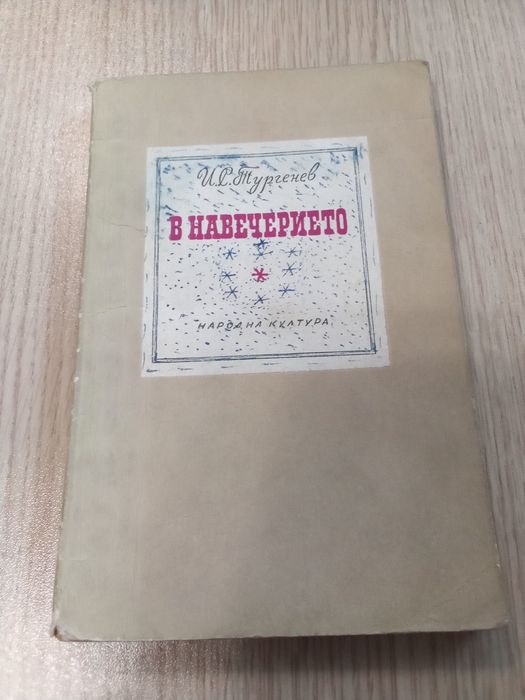 И. С. Тургенев
В НАВЕЧЕРИЕТО
НАРОДНА КУЛТУРА